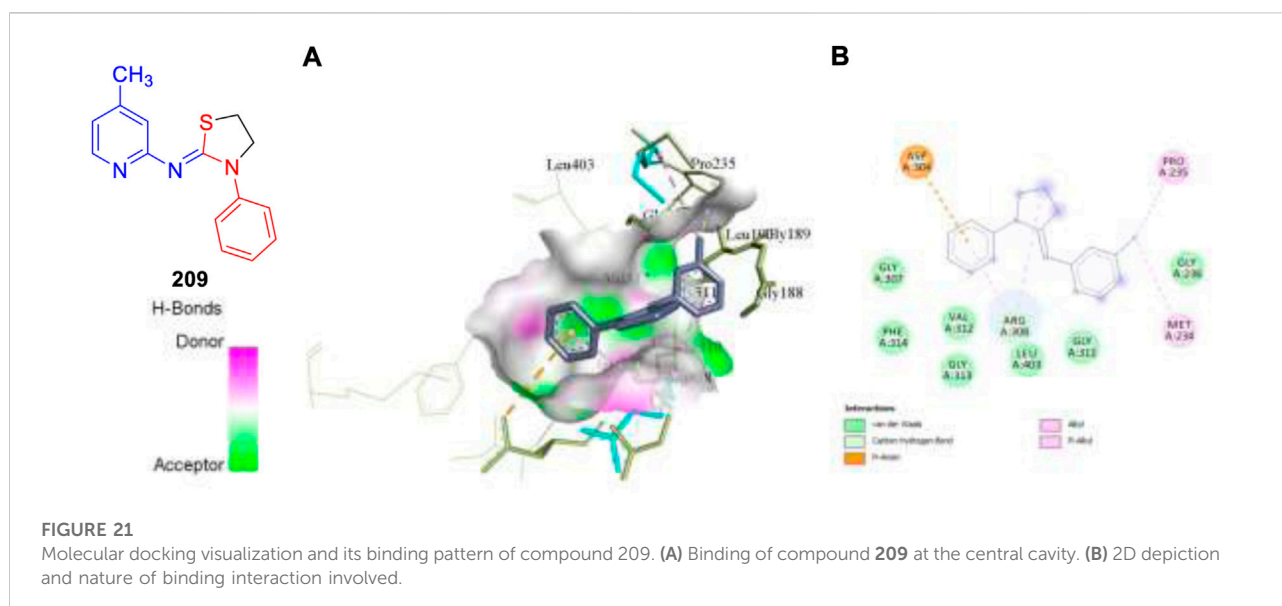 A
B
CH3
S
N
N
N
209
H-Bonds
Donor
Acceptor
Leu403
Pro235
Gly189
Gly188
ASP
A:304
PRO
A:235
GLY
A:307
GLY
A:236
PHE
A:314
VAL
A:312
ARG
A:308
GLY
A:313
LEU
A:403
GLY
A:311
MET
A:234
Interactions
van der Waals
Carbon Hydrogen Bond
Pi-Anion
Alkyl
Pi-Alkyl
FIGURE 21
Molecular docking visualization and its binding pattern of compound 209. (A) Binding of compound 209 at the central cavity. (B) 2D depiction
and nature of binding interaction involved.